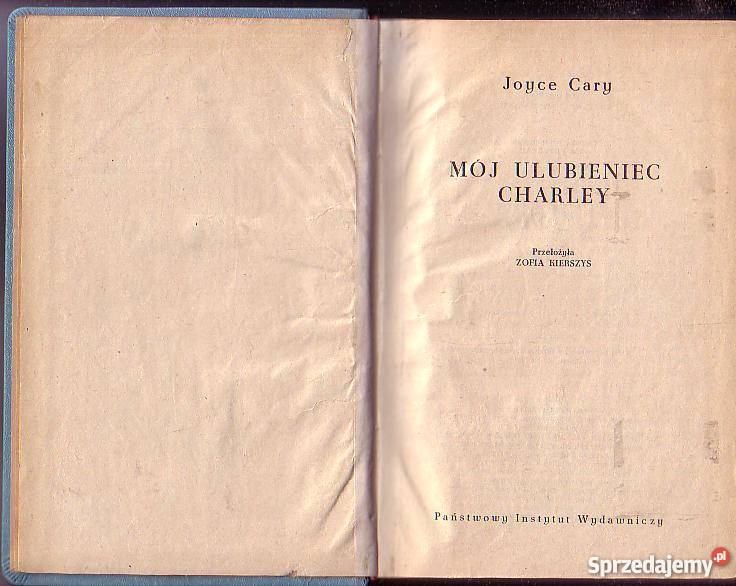 Joyce Cary
MÓJ ULUBIENIEC
CHARLEY
Przełożyła
ZOFIA KIERSZYS
Państwowy Instytut Wydawniczy
Sprzedajemy.pl